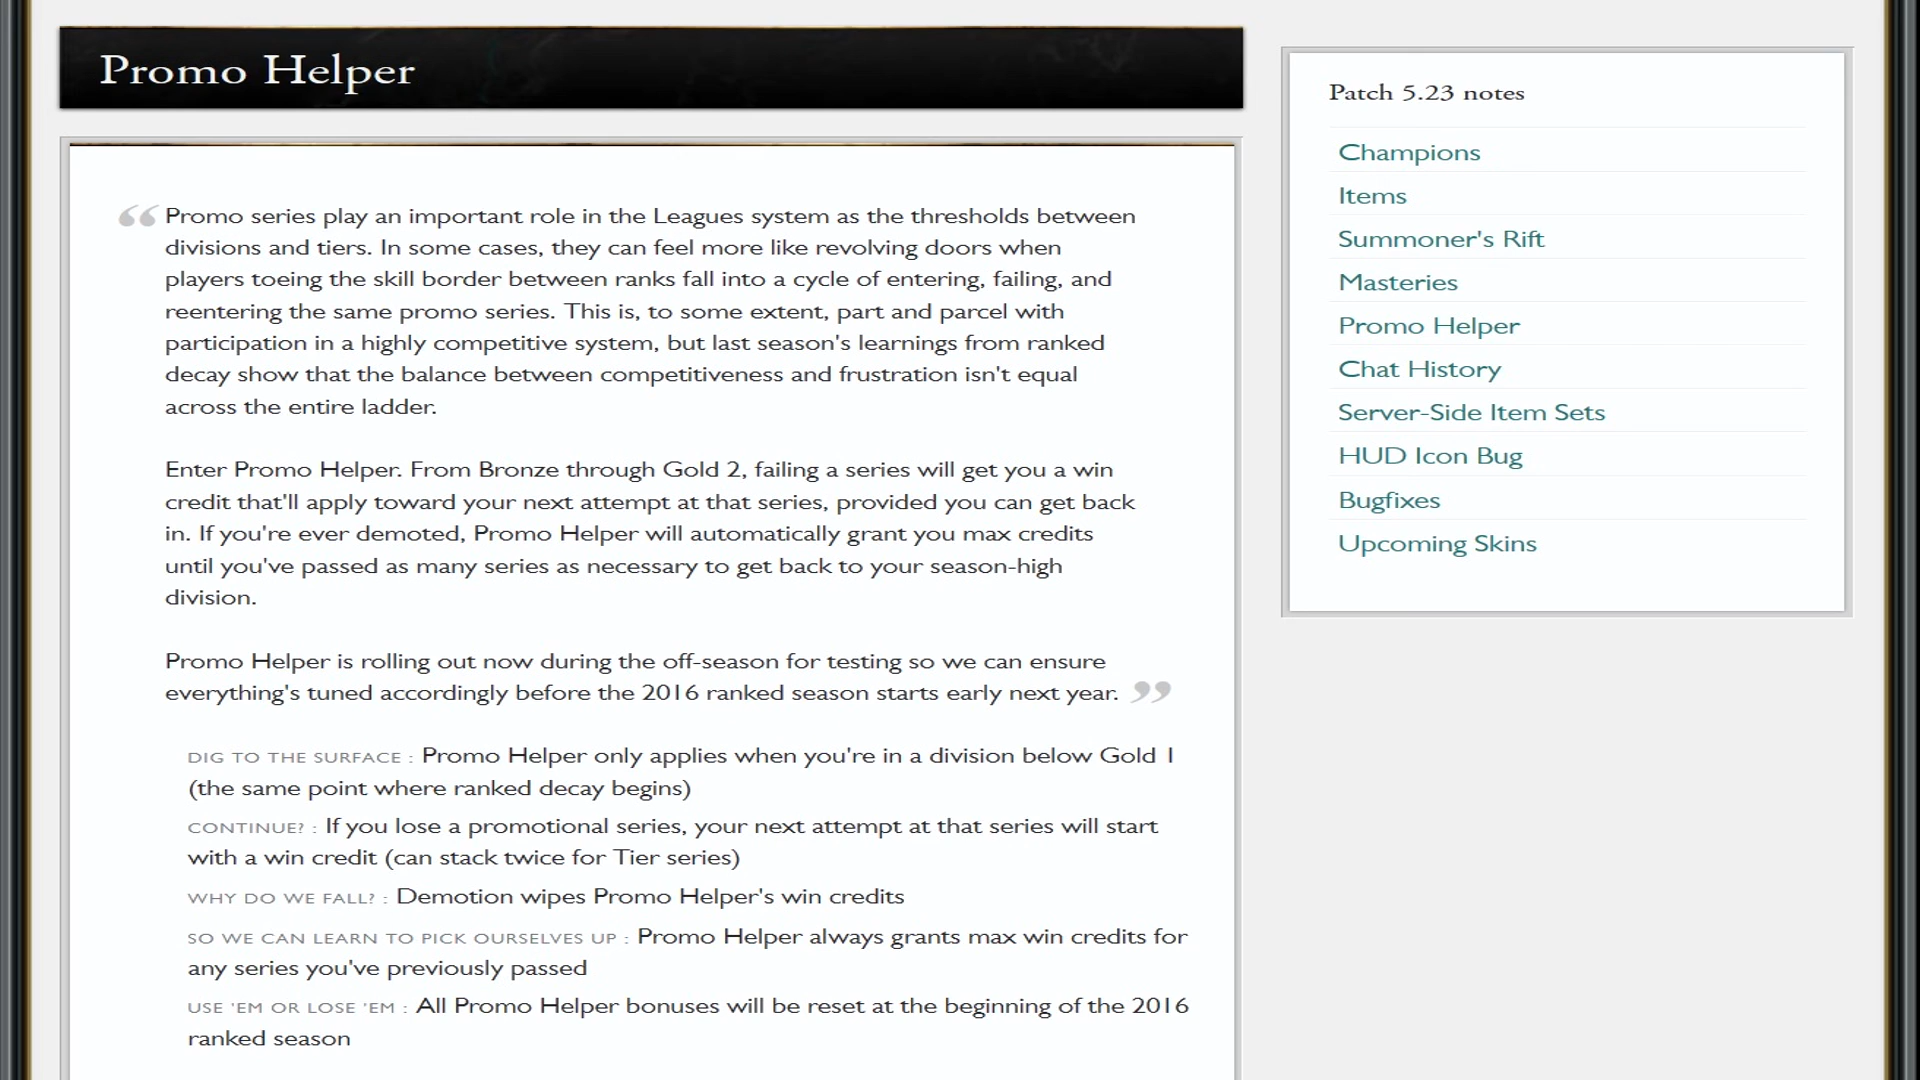 Promo Helper
“Promo series play an important role in the Leagues system as the thresholds between
divisions and tiers. In some cases, they can feel more like revolving doors when
players toeing the skill border between ranks fall into a cycle of entering, failing, and
reentering the same promo series. This is, to some extent, part and parcel with
participation in a highly competitive system, but last season's learnings from ranked
decay show that the balance between competitiveness and frustration isn't equal
across the entire ladder.
Enter Promo Helper. From Bronze through Gold 2, failing a series will get you a win
credit that'll apply toward your next attempt at that series, provided you can get back
in. If you're ever demoted, Promo Helper will automatically grant you max credits
until you've passed as many series as necessary to get back to your season-high
division.
Promo Helper is rolling out now during the off-season for testing so we can ensure
everything's tuned accordingly before the 2016 ranked season starts early next year. ”
DIG TO THE SURFACE : Promo Helper only applies when you're in a division below Gold 1
(the same point where ranked decay begins)
CONTINUE? : If you lose a promotional series, your next attempt at that series will start
with a win credit (can stack twice for Tier series)
WHY DO WE FALL? : Demotion wipes Promo Helper's win credits
SO WE CAN LEARN TO PICK OURSELVES UP : Promo Helper always grants max win credits for
any series you've previously passed
USE 'EM OR LOSE 'EM : All Promo Helper bonuses will be reset at the beginning of the 2016
ranked season
Patch 5.23 notes
Champions
Items
Summoner's Rift
Masteries
Promo Helper
Chat History
Server-Side Item Sets
HUD Icon Bug
Bugfixes
Upcoming Skins